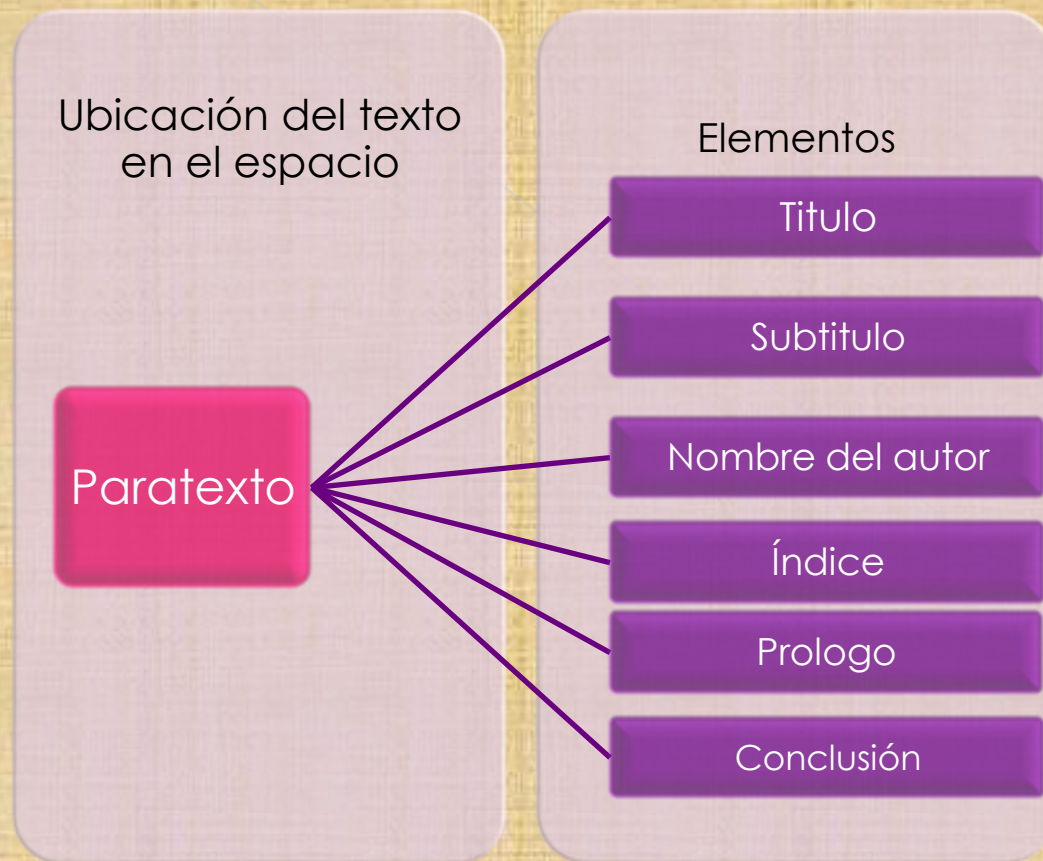 Ubicación del texto
en el espacio
Paratexto
Elementos
Titulo
Subtitulo
Nombre del autor
Índice
Prologo
Conclusión